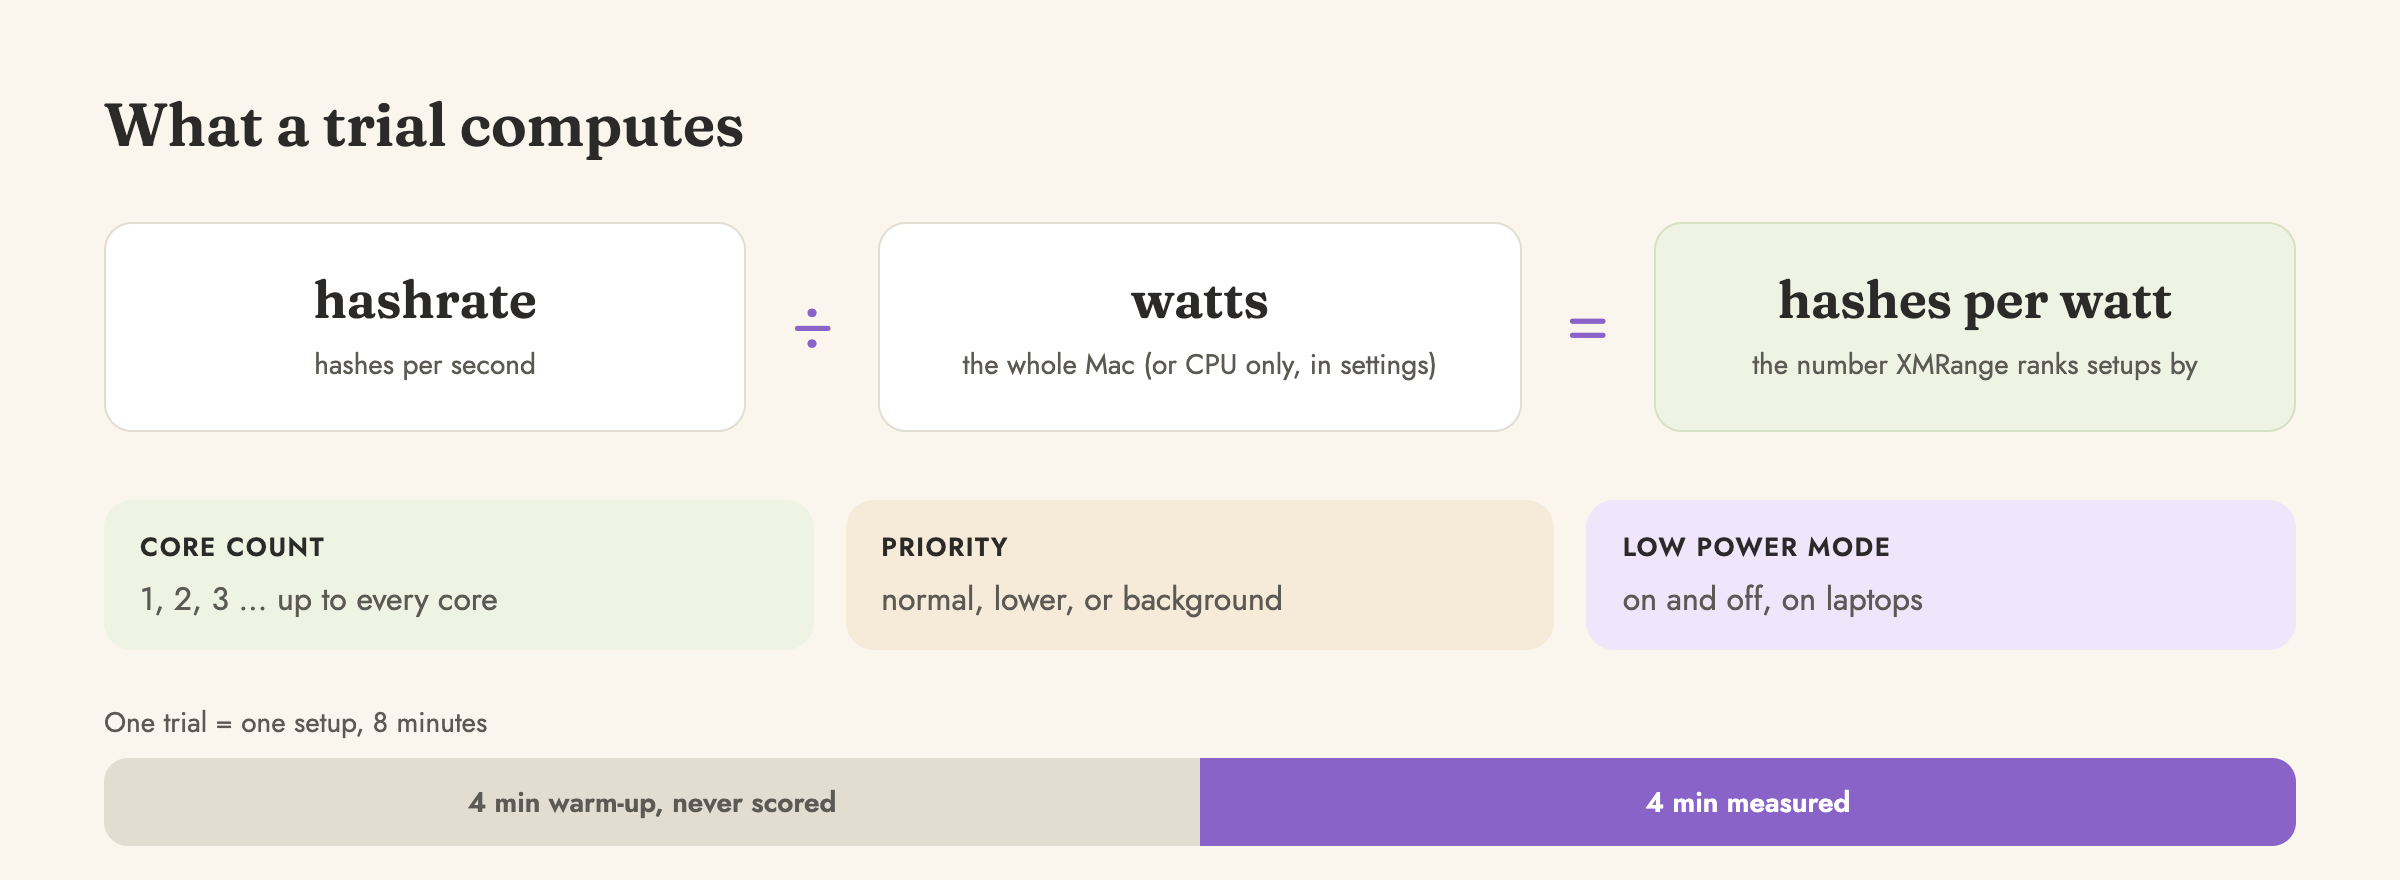 What a trial computes
hashrate
hashes per second
÷
watts
the whole Mac (or CPU only, in settings)
=
hashes per watt
the number XMRange ranks setups by
CORE COUNT
1, 2, 3 … up to every core
PRIORITY
normal, lower, or background
LOW POWER MODE
on and off, on laptops
One trial = one setup, 8 minutes
4 min warm-up, never scored
4 min measured